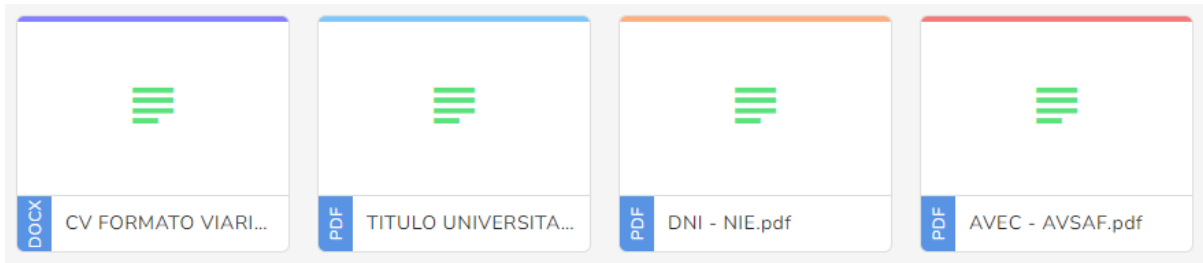 DOCX
CV FORMATO VIARI...
PDF
TITULO UNIVERSITA...
PDF
DNI - NIE.pdf
PDF
AVEC - AVSAF.pdf